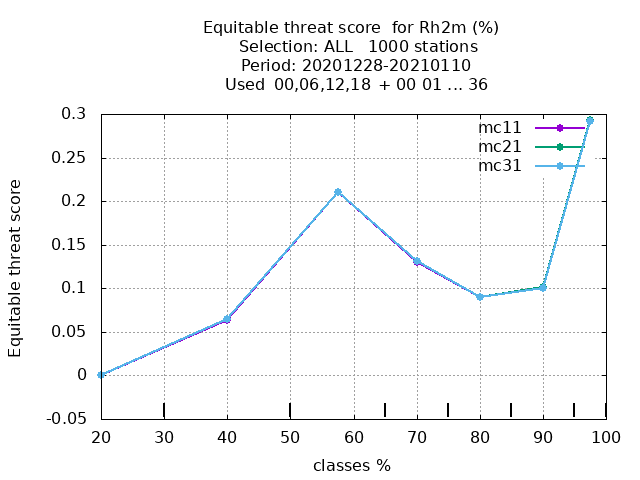 Equitable threat score  for Rh2m (%)
Selection: ALL   1000 stations
Period: 20201228-20210110
Used  00,06,12,18  + 00 01 ... 36
mc11
mc21
mc31
0.3
0.25
0.2
0.15
0.1
0.05
0
-0.05
Equitable threat score
20 30 40 50 60 70 80 90 100
classes %